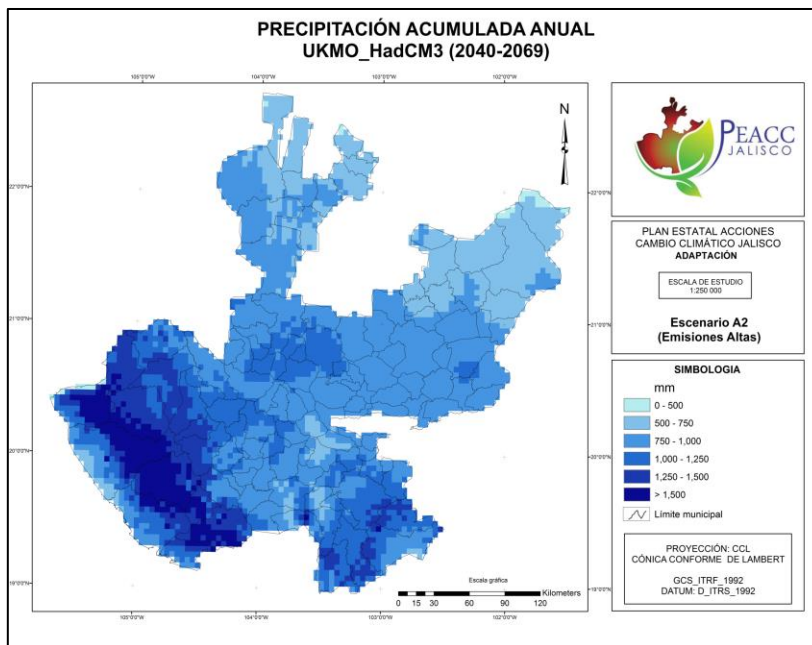 PRECIPITACIÓN ACUMULADA ANUAL
UKMO_HadCM3 (2040-2069)
105°0'0"W
104°0'0"W
103°0'0"W
102°0'0"W
22°0'0"N
22°0'0"N
21°0'0"N
21°0'0"N
20°0'0"N
20°0'0"N
19°0'0"N
19°0'0"N
105°0'0"W
104°0'0"W
103°0'0"W
102°0'0"W
N
Escala gráfica
Kilometers
0 15 30 60 90 120
PEACC
JALISCO
PLAN ESTATAL ACCIONES
CAMBIO CLIMÁTICO JALISCO
ADAPTACIÓN
ESCALA DE ESTUDIO
1:250 000
Escenario A2
(Emisiones Altas)
SIMBOLOGIA
mm
0 - 500
500 - 750
750 - 1,000
1,000 - 1,250
1,250 - 1,500
> 1,500
Límite municipal
PROYECCIÓN: CCL
CÓNICA CONFORME DE LAMBERT
GCS_ITRF_1992
DATUM: D_ITRS_1992